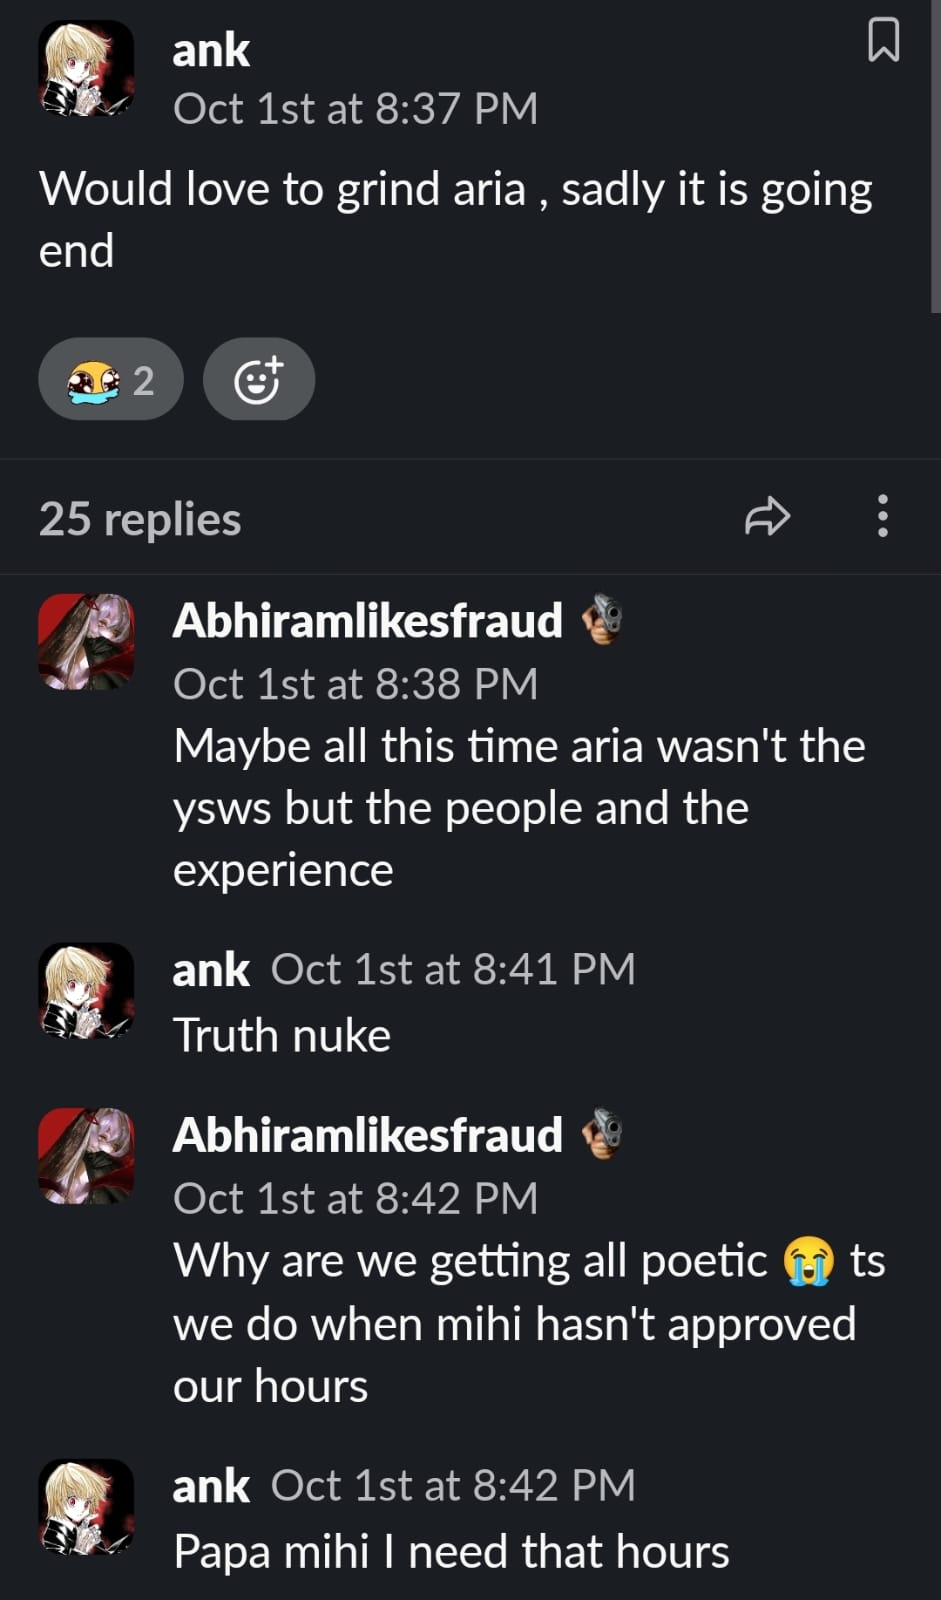 ank
Oct 1st at 8:37 PM
Would love to grind aria , sadly it is going
end
2
25 replies
Abhiramlikesfraud
Oct 1st at 8:38 PM
Maybe all this time aria wasn't the
ysws but the people and the
experience
ank Oct 1st at 8:41 PM
Truth nuke
Abhiramlikesfraud
Oct 1st at 8:42 PM
Why are we getting all poetic 😭 ts
we do when mihi hasn't approved
our hours
ank Oct 1st at 8:42 PM
Papa mihi I need that hours